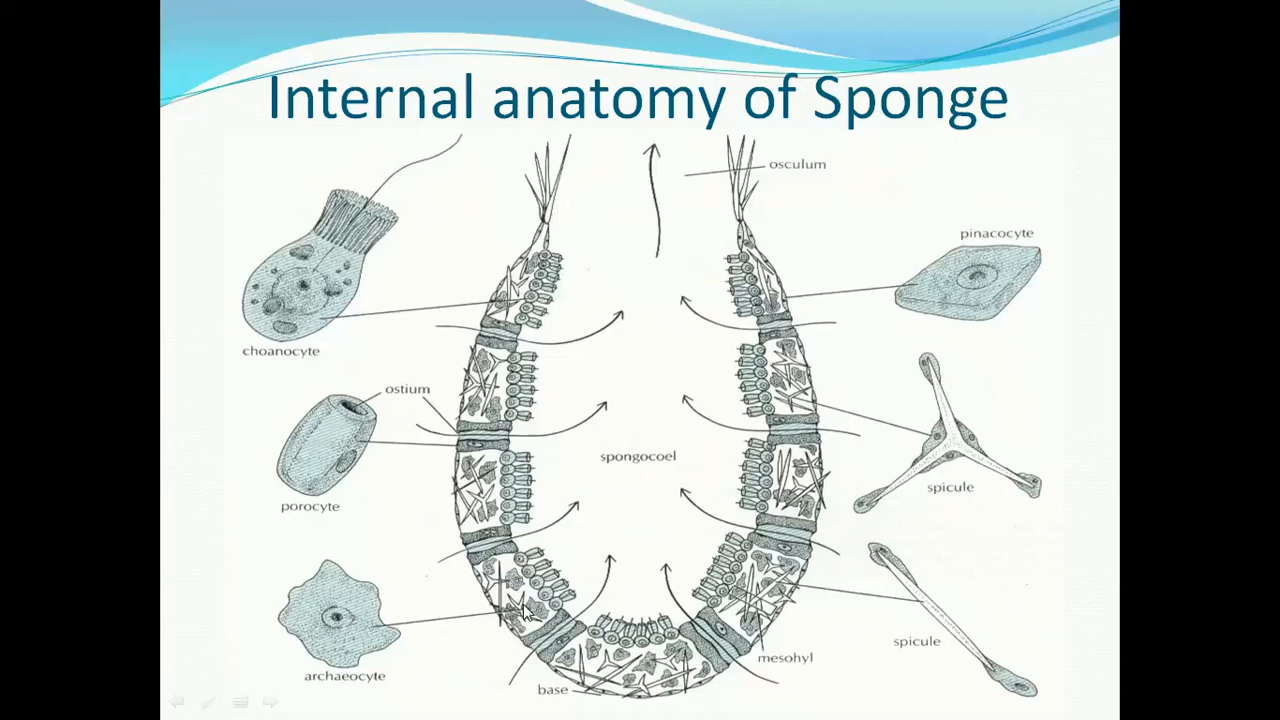 Internal anatomy of Sponge
osculum
pinacocyte
choanocyte
ostium
spongocoel
spicule
porocyte
archaeocyte
spicule
mesohyl
base